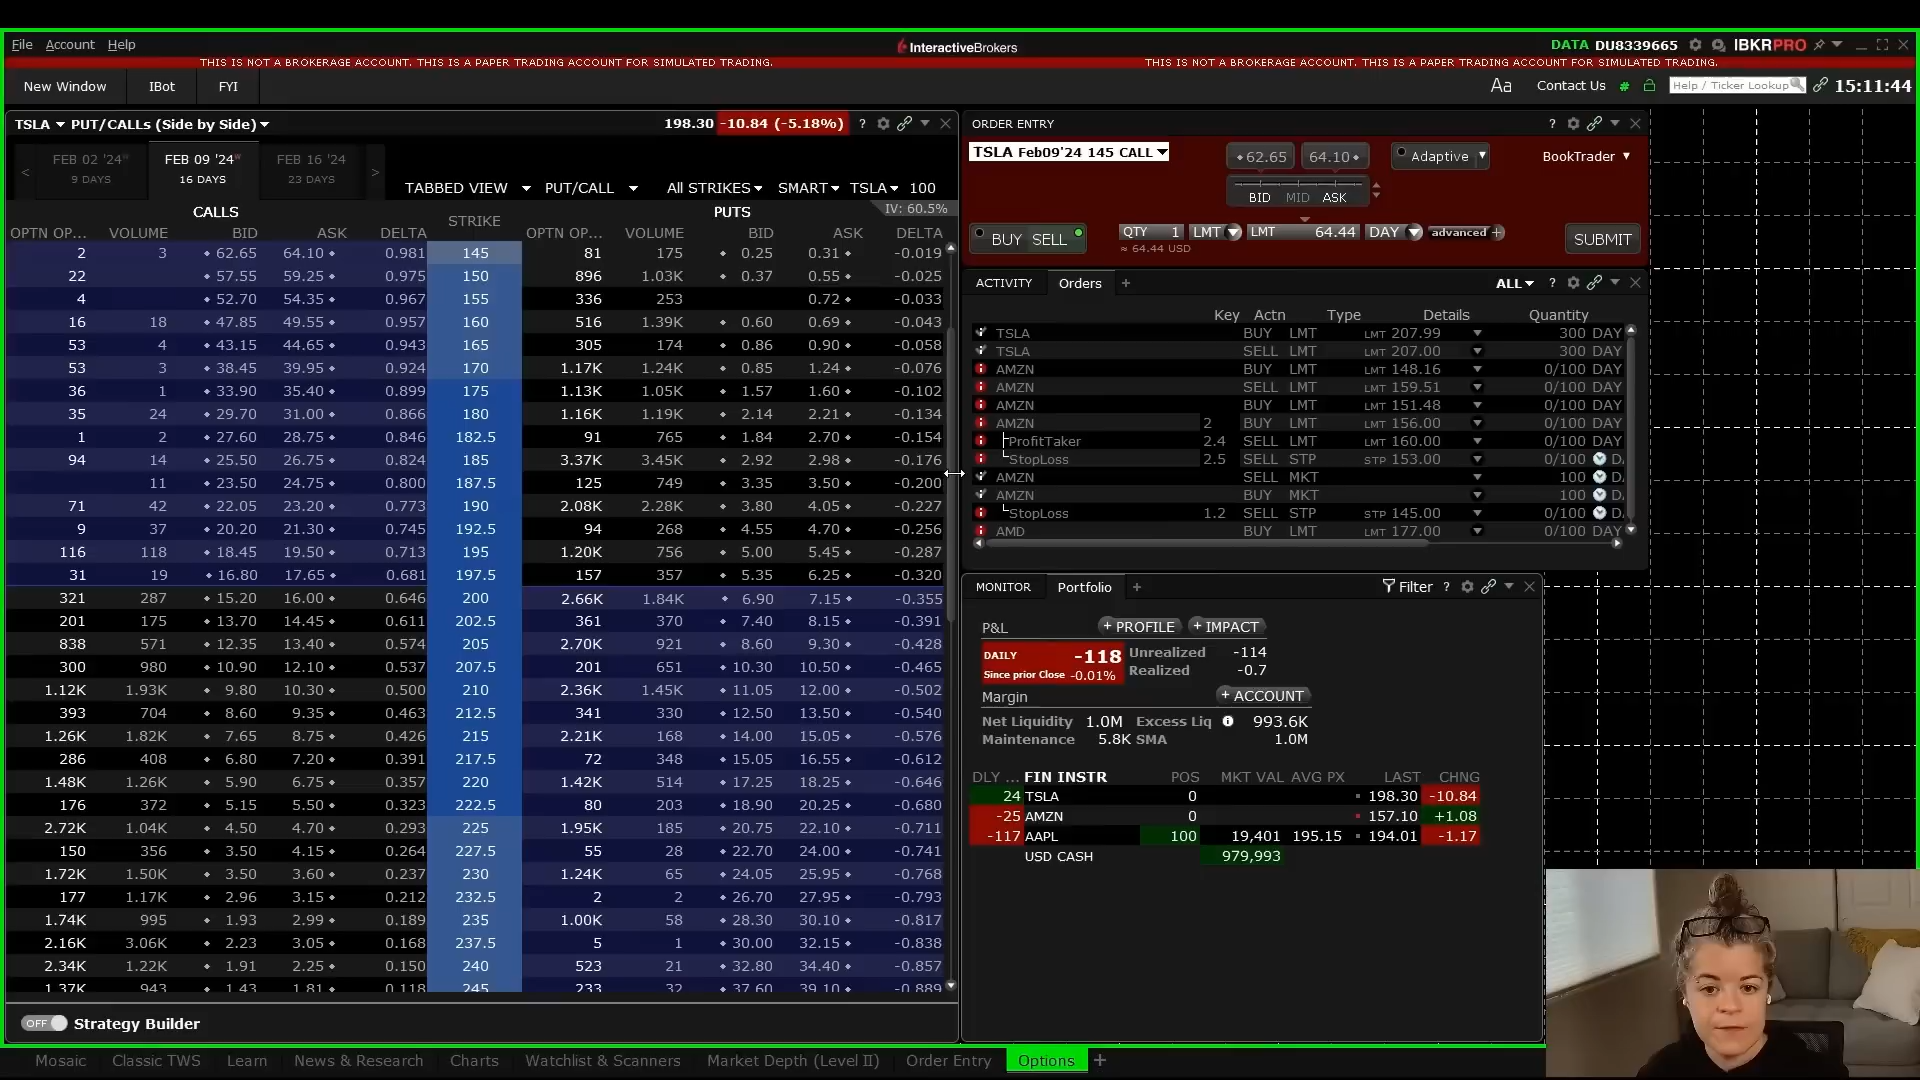 File Account Help
InteractiveBrokers
DATA DU8339665 IBKRPRO
THIS IS NOT A BROKERAGE ACCOUNT. THIS IS A PAPER TRADING ACCOUNT FOR SIMULATED TRADING.
THIS IS NOT A BROKERAGE ACCOUNT. THIS IS A PAPER TRADING ACCOUNT FOR SIMULATED TRADING.
New Window IBot FYI
Aa Contact Us # Help / Ticker Lookup 15:11:44
TSLA PUT/CALLs (Side by Side) 198.30 -10.84 (-5.18%) ?
< FEB 02 '24 FEB 09 '24 FEB 16 '24 >
9 DAYS 16 DAYS 23 DAYS
TABBED VIEW PUT/CALL All STRIKES SMART TSLA 100
IV: 60.5%
CALLS STRIKE PUTS
OPTN OP... VOLUME BID ASK DELTA OPTN OP... VOLUME BID ASK DELTA
2 3 62.65 64.10 0.981 145 81 175 0.25 0.31 -0.019
22 57.55 59.25 0.975 150 896 1.03K 0.37 0.55 -0.025
4 52.70 54.35 0.967 155 336 253 0.72 -0.033
16 18 47.85 49.55 0.957 160 516 1.39K 0.60 0.69 -0.043
53 4 43.15 44.65 0.943 165 305 174 0.86 0.90 -0.058
53 3 38.45 39.95 0.924 170 1.17K 1.24K 0.85 1.24 -0.076
36 1 33.90 35.40 0.899 175 1.13K 1.05K 1.57 1.60 -0.102
35 24 29.70 31.00 0.866 180 1.16K 1.19K 2.14 2.21 -0.134
1 2 27.60 28.75 0.846 182.5 91 765 1.84 2.70 -0.154
94 14 25.50 26.75 0.824 185 3.37K 3.45K 2.92 2.98 -0.176
11 23.50 24.75 0.800 187.5 125 749 3.35 3.50 -0.200
71 42 22.05 23.20 0.773 190 2.08K 2.28K 3.80 4.05 -0.227
9 37 20.20 21.30 0.745 192.5 94 268 4.55 4.70 -0.256
116 118 18.45 19.50 0.713 195 1.20K 756 5.00 5.45 -0.287
31 19 16.80 17.65 0.681 197.5 157 357 5.35 6.25 -0.320
321 287 15.20 16.00 0.646 200 2.66K 1.84K 6.90 7.15 -0.355
201 175 13.70 14.45 0.611 202.5 361 370 7.40 8.15 -0.391
838 571 12.35 13.40 0.574 205 2.70K 921 8.60 9.30 -0.428
300 980 10.90 12.10 0.537 207.5 201 651 10.30 10.50 -0.465
1.12K 1.93K 9.80 10.30 0.500 210 2.36K 1.45K 11.05 12.00 -0.502
393 704 8.60 9.35 0.463 212.5 341 330 12.50 13.50 -0.540
1.26K 1.82K 7.65 8.75 0.426 215 2.21K 168 14.00 15.05 -0.576
286 408 6.80 7.20 0.391 217.5 72 348 15.05 16.55 -0.612
1.48K 1.26K 5.90 6.75 0.357 220 1.42K 514 17.25 18.25 -0.646
176 372 5.15 5.50 0.323 222.5 80 203 18.90 20.25 -0.680
2.72K 1.04K 4.50 4.70 0.293 225 1.95K 185 20.75 22.10 -0.711
150 356 3.50 4.15 0.264 227.5 55 28 22.70 24.00 -0.741
1.72K 1.50K 3.50 3.60 0.237 230 1.24K 65 24.05 25.95 -0.768
177 1.17K 2.96 3.15 0.212 232.5 2 2 26.70 27.95 -0.793
1.74K 995 1.93 2.99 0.189 235 1.00K 58 28.30 30.10 -0.817
2.16K 3.06K 2.23 3.05 0.168 237.5 5 1 30.00 32.15 -0.838
2.34K 1.22K 1.91 2.25 0.150 240 523 21 32.80 34.40 -0.857
1.37K 943 1.43 1.81 0.118 245 233 32 37.60 39.10 -0.889
OFF Strategy Builder
ORDER ENTRY ?
TSLA Feb09'24 145 CALL 62.65 64.10 Adaptive BookTrader
BID MID ASK
BUY SELL QTY 1 LMT LMT 64.44 DAY advanced + SUBMIT
≈ 64.44 USD
ACTIVITY Orders + ALL ?
Key Actn Type Details Quantity
TSLA BUY LMT LMT 207.99 300 DAY
TSLA SELL LMT LMT 207.00 300 DAY
AMZN BUY LMT LMT 148.16 0/100 DAY
AMZN SELL LMT LMT 159.51 0/100 DAY
AMZN BUY LMT LMT 151.48 0/100 DAY
AMZN 2 BUY LMT LMT 156.00 0/100 DAY
ProfitTaker 2.4 SELL LMT LMT 160.00 0/100 DAY
StopLoss 2.5 SELL STP STP 153.00 0/100
AMZN SELL MKT 100
AMZN BUY MKT 100
StopLoss 1.2 SELL STP STP 145.00 0/100
AMD BUY LMT LMT 177.00 0/100 DAY
MONITOR Portfolio + Filter ?
P&L + PROFILE + IMPACT
DAILY -118 Unrealized -114
Since prior Close -0.01% Realized -0.7
Margin + ACCOUNT
Net Liquidity 1.0M Excess Liq 993.6K
Maintenance 5.8K SMA 1.0M
DLY ... FIN INSTR POS MKT VAL AVG PX LAST CHNG
24 TSLA 0 198.30 -10.84
-25 AMZN 0 157.10 +1.08
-117 AAPL 100 19,401 195.15 194.01 -1.17
USD CASH 979,993
Mosaic Classic TWS Learn News & Research Charts Watchlist & Scanners Market Depth (Level II) Order Entry Options +